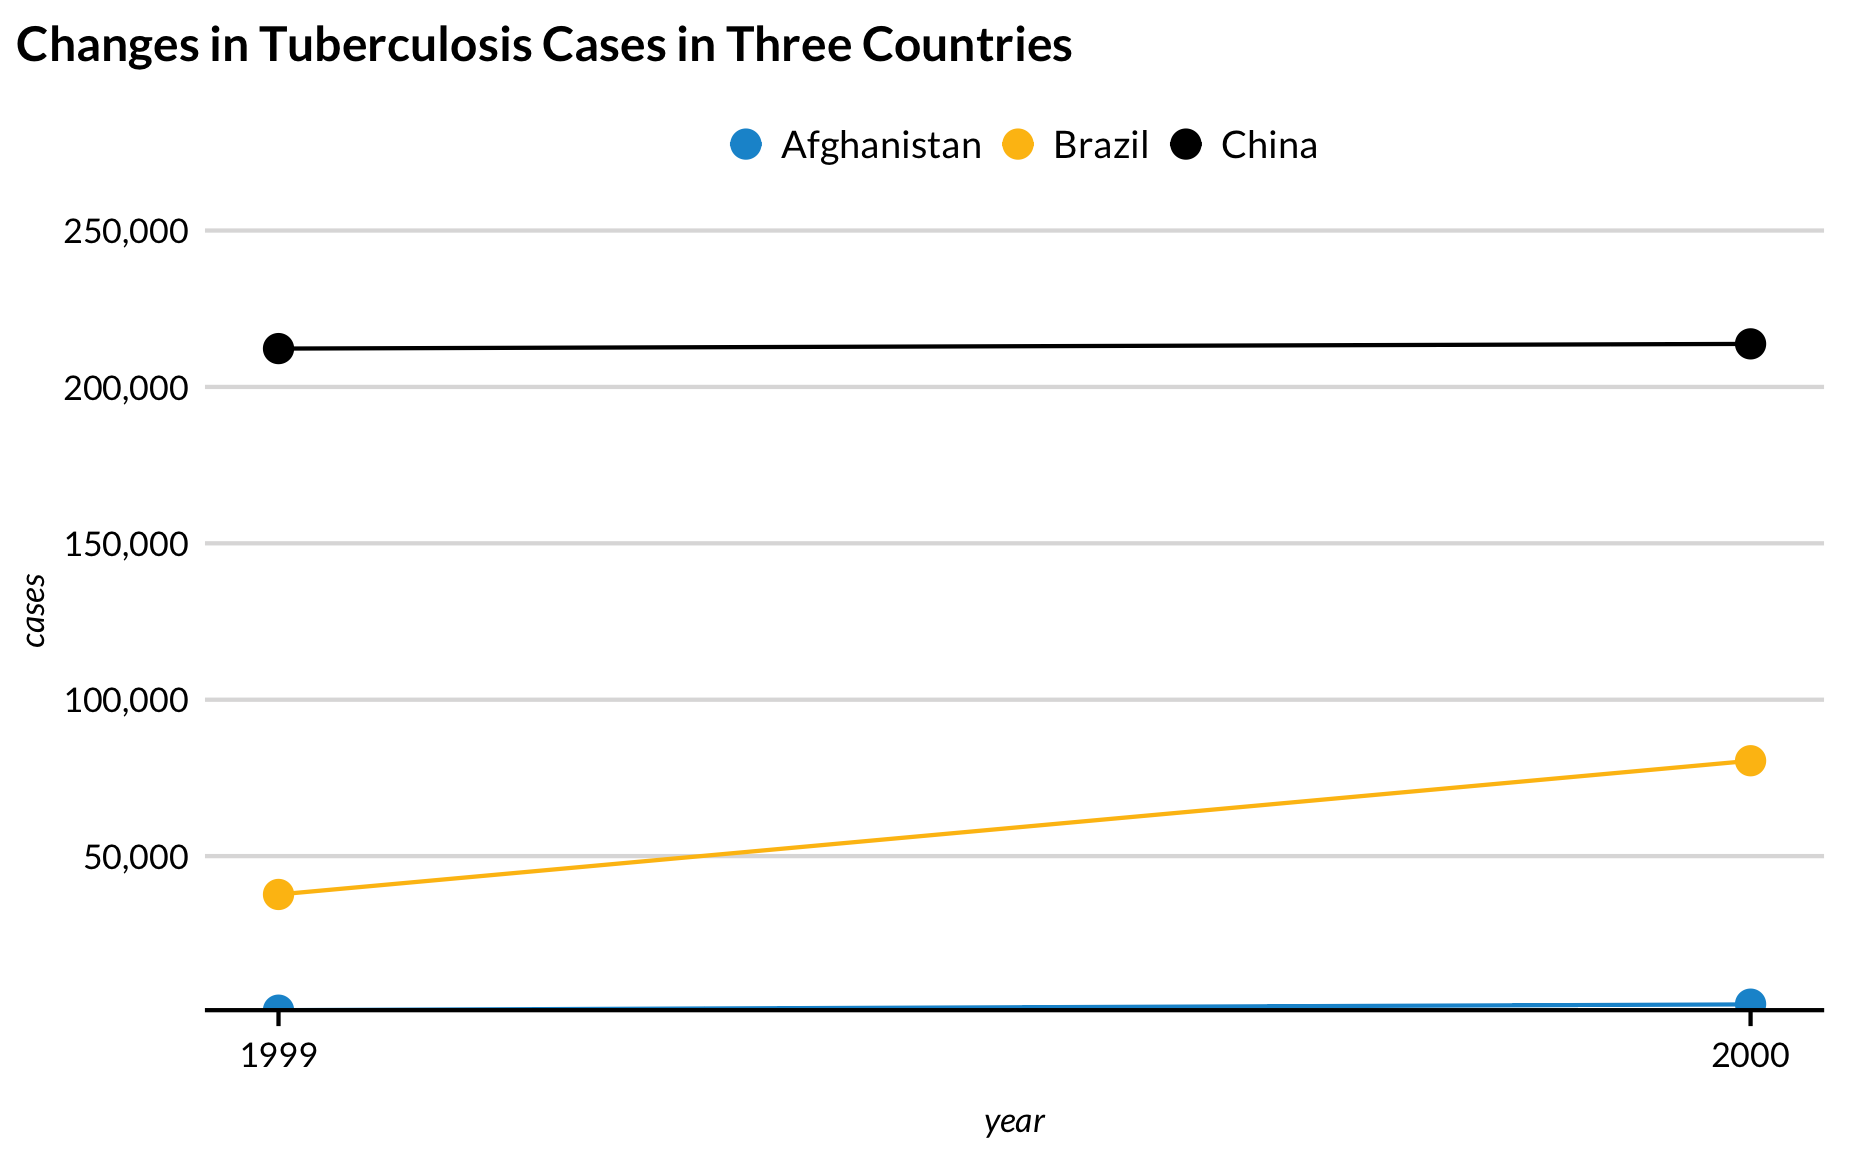 Changes in Tuberculosis Cases in Three Countries
Afghanistan Brazil China
250,000
200,000
150,000
cases
100,000
50,000
1999 2000
year